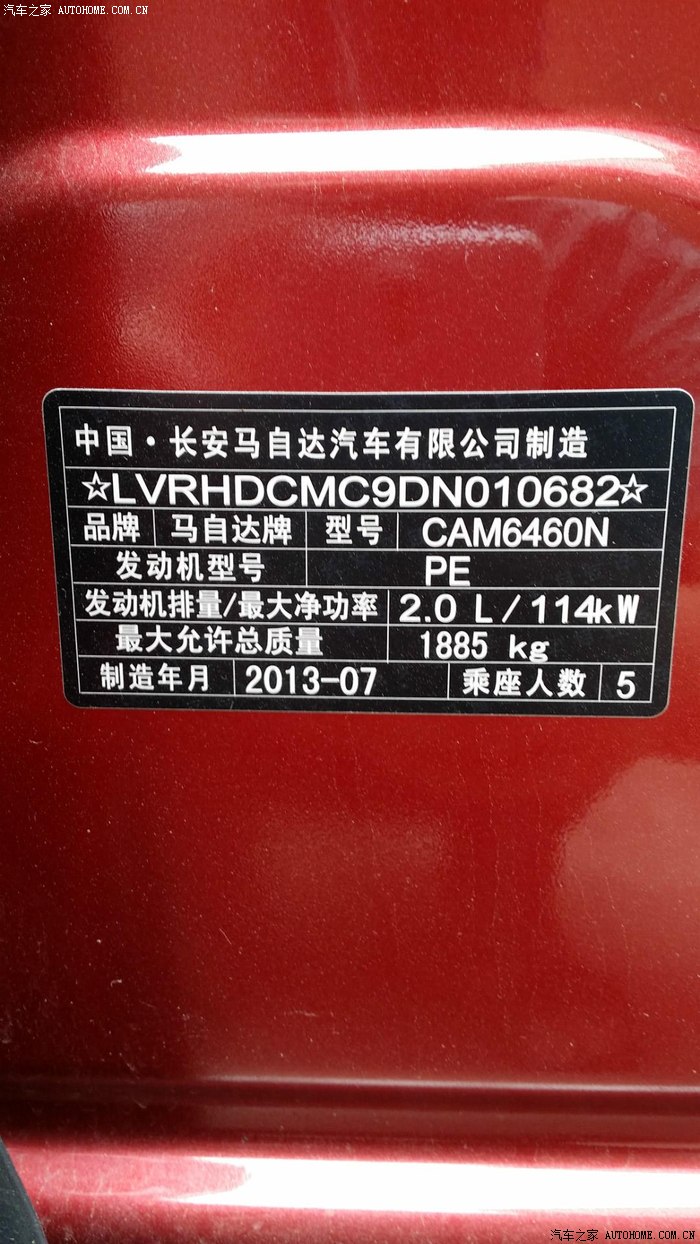 汽车之家 AUTOHOME.COM.CN
中国·长安马自达汽车有限公司制造
☆LVRHDCMC9DN010682☆
品牌 马自达牌 型号 CAM6460N
发动机型号 PE
发动机排量/最大净功率 2.0 L/114kW
最大允许总质量 1885 kg
制造年月 2013-07 乘座人数 5
汽车之家 AUTOHOME.COM.CN